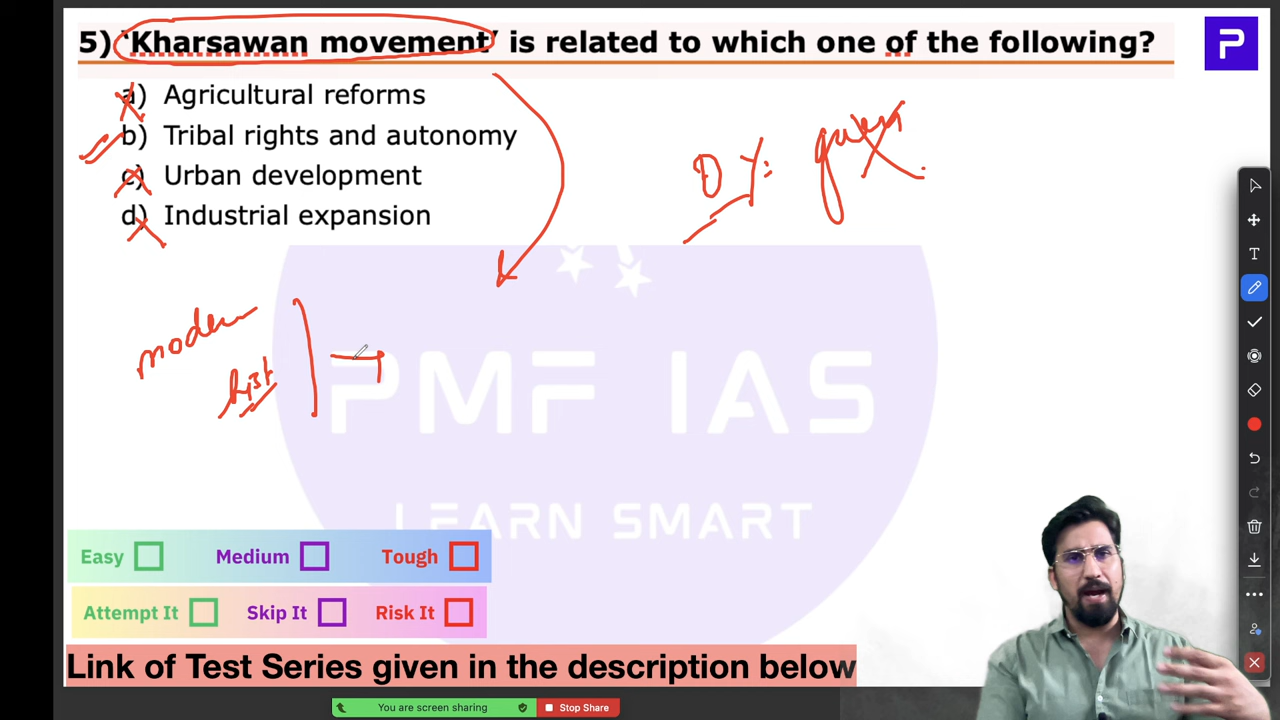 5) 'Kharsawan movement' is related to which one of the following?
a) Agricultural reforms
b) Tribal rights and autonomy
c) Urban development
d) Industrial expansion
P
modern
hist
PMF IAS
LEARN SMART
Easy Medium Tough
Attempt It Skip It Risk It
Link of Test Series given in the description below
You are screen sharing Stop Share
T